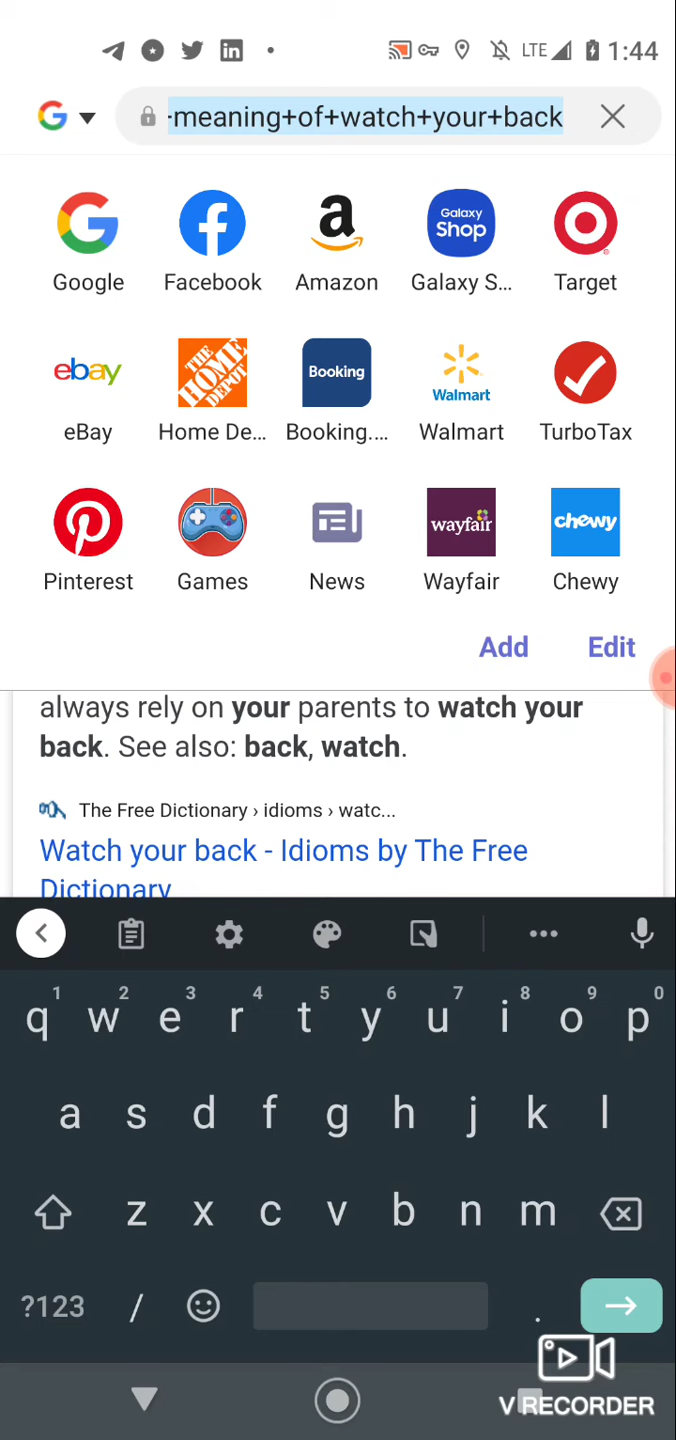 LTE 1:44
-meaning+of+watch+your+back
Galaxy Shop
Google Facebook Amazon Galaxy S... Target
ebay THE HOME DEPOT Booking Walmart
eBay Home De... Booking.... Walmart TurboTax
wayfair chewy
Pinterest Games News Wayfair Chewy
Add Edit
always rely on your parents to watch your
back. See also: back, watch.
The Free Dictionary › idioms › watc...
Watch your back - Idioms by The Free
Dictionary
1 2 3 4 5 6 7 8 9 0
q w e r t y u i o p
a s d f g h j k l
z x c v b n m
?123 / .
V RECORDER